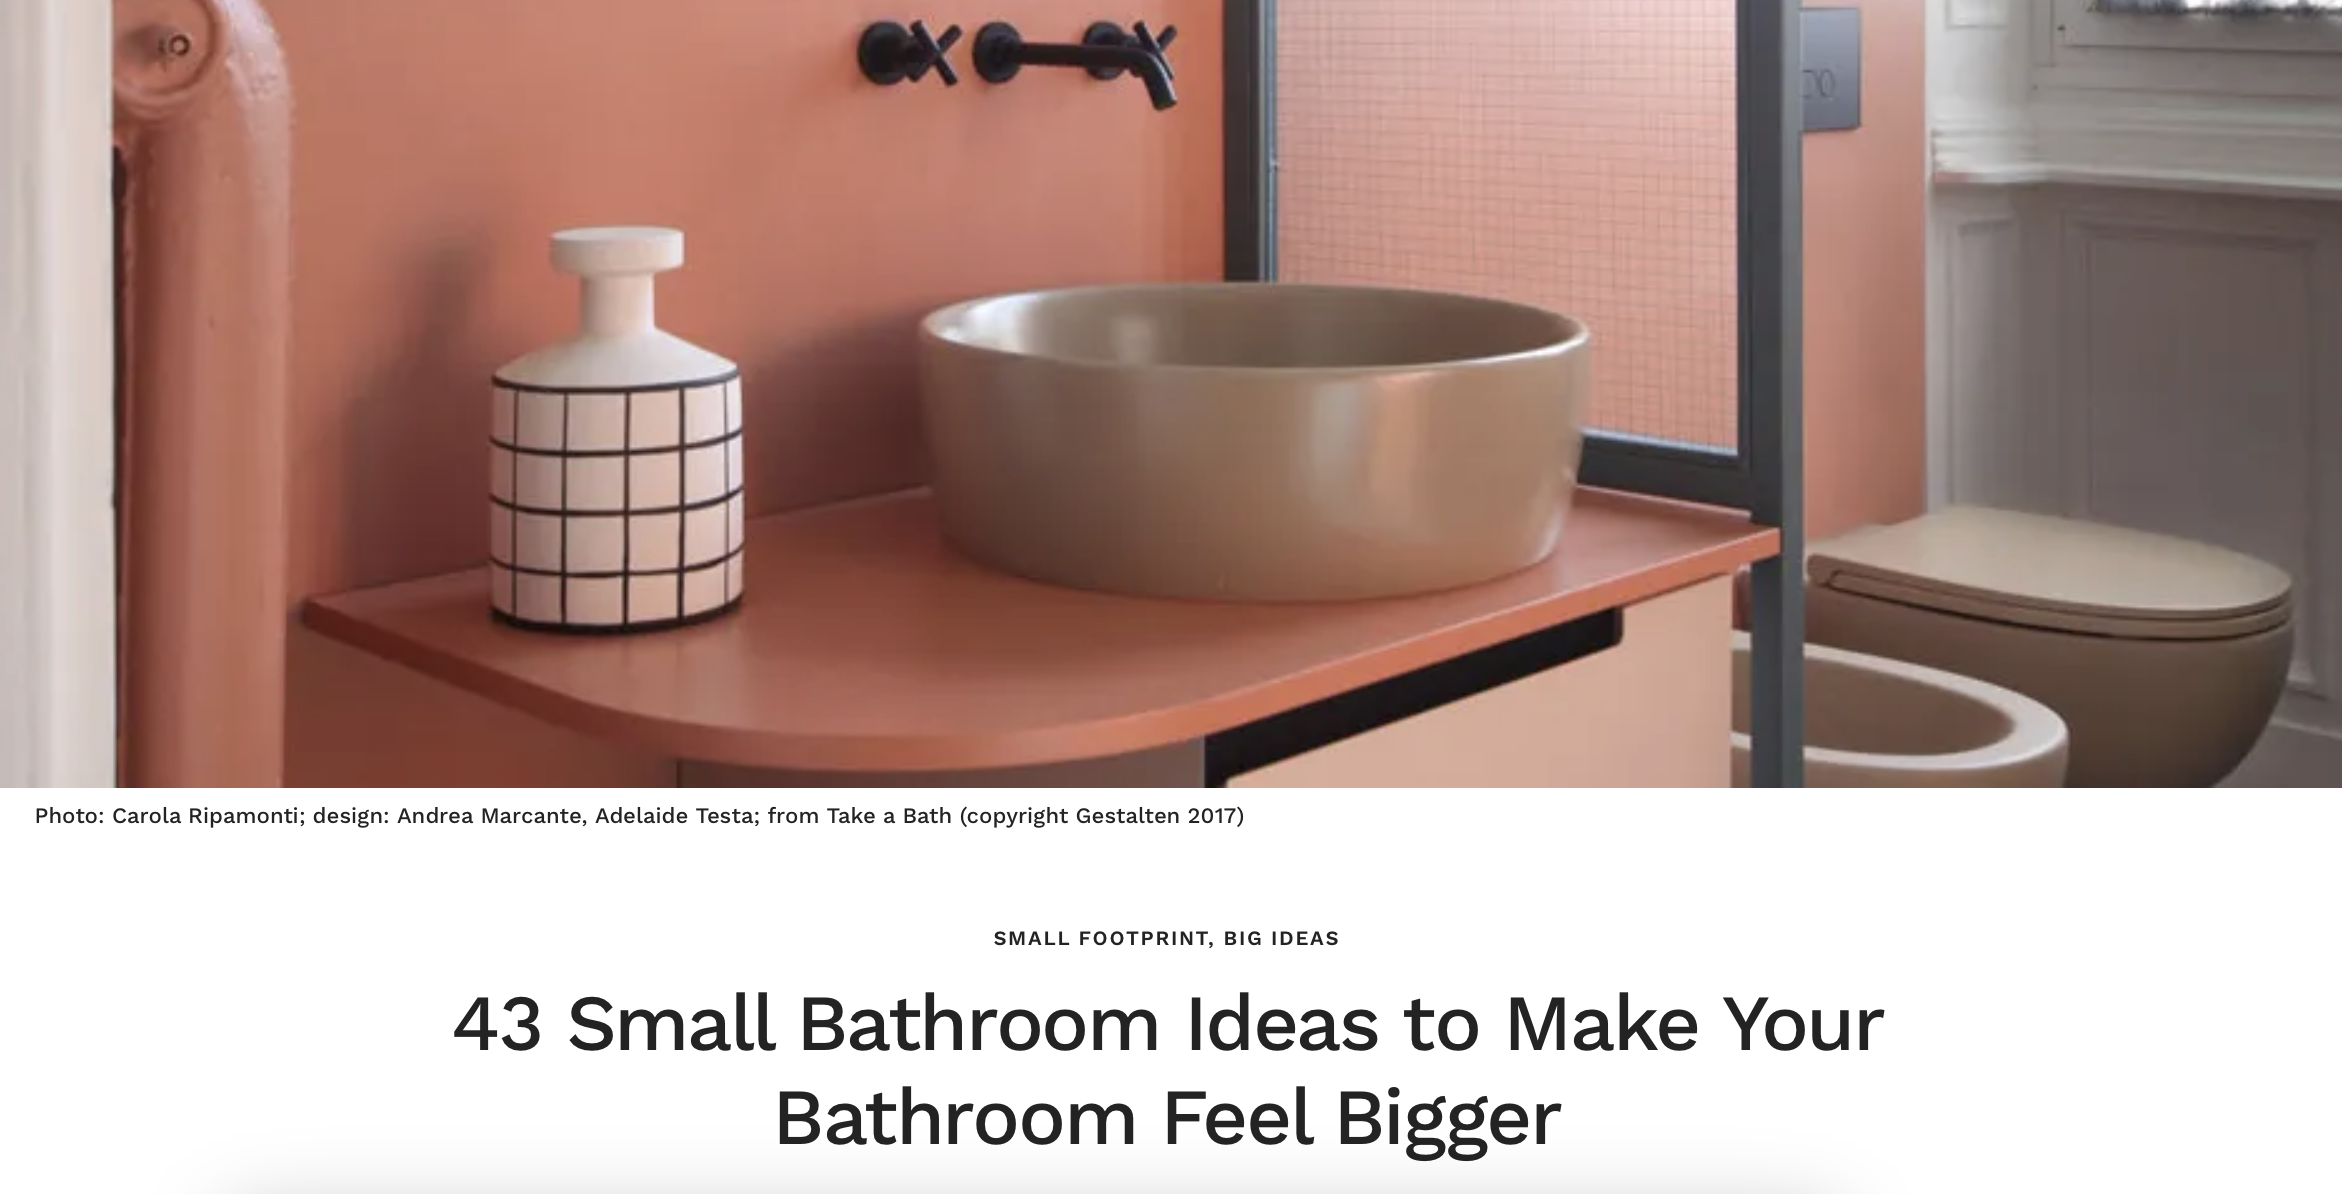 Photo: Carola Ripamonti; design: Andrea Marcante, Adelaide Testa; from Take a Bath (copyright Gestalten 2017)
SMALL FOOTPRINT, BIG IDEAS
43 Small Bathroom Ideas to Make Your
Bathroom Feel Bigger